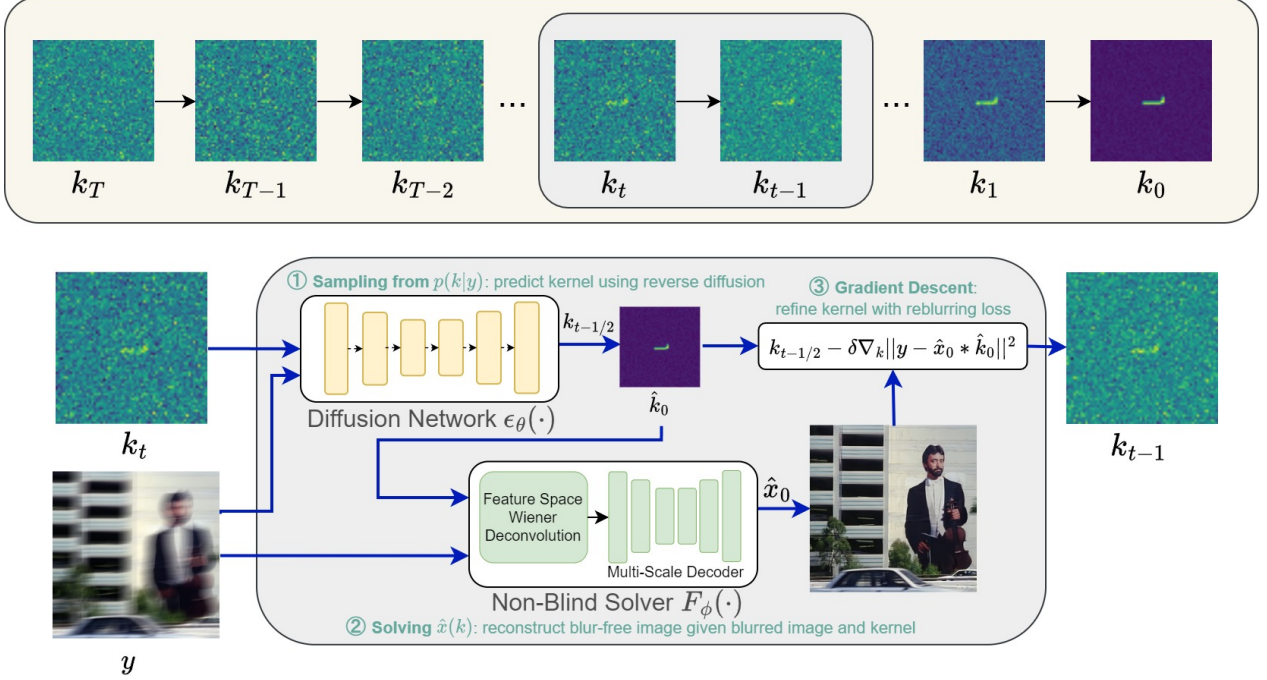 k_T k_{T-1} k_{T-2} ... k_t k_{t-1} ... k_1 k_0
① Sampling from p(k|y): predict kernel using reverse diffusion
③ Gradient Descent:
refine kernel with reblurring loss
k_{t-1/2}
k_{t-1/2} - δ∇_k||y - x̂_0 * k̂_0||^2
k̂_0
Diffusion Network ϵ_θ(·)
k_t
k_{t-1}
Feature Space
Wiener
Deconvolution
x̂_0
Multi-Scale Decoder
Non-Blind Solver F_ϕ(·)
② Solving x̂(k): reconstruct blur-free image given blurred image and kernel
y